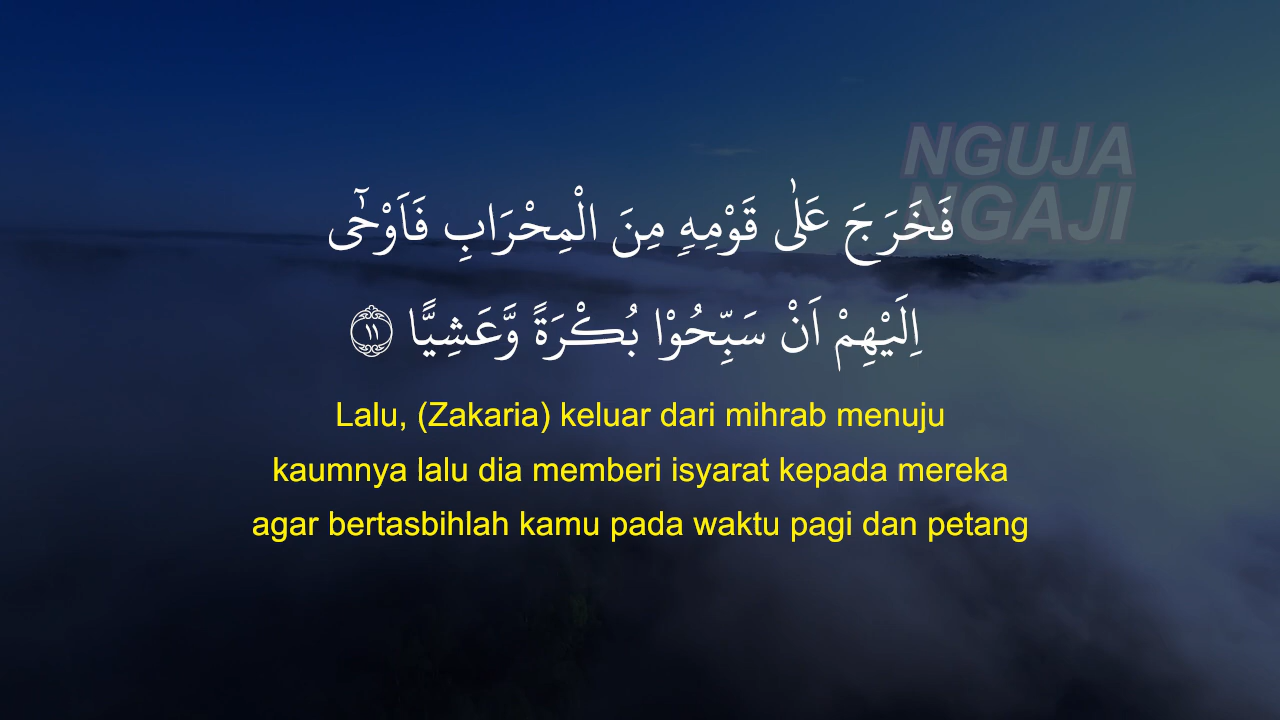 NGUJA
NGAJI
فَخَرَجَ عَلٰى قَوْمِهٖ مِنَ الْمِحْرَابِ فَاَوْحٰٓى
اِلَيْهِمْ اَنْ سَبِّحُوْا بُكْرَةً وَّعَشِيًّا ١١
Lalu, (Zakaria) keluar dari mihrab menuju
kaumnya lalu dia memberi isyarat kepada mereka
agar bertasbihlah kamu pada waktu pagi dan petang